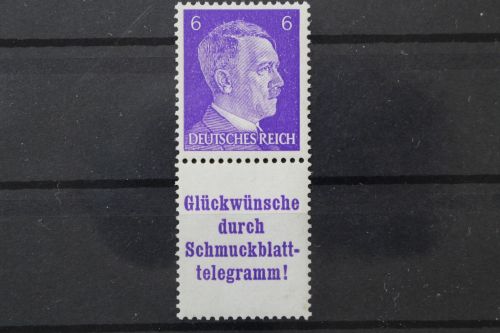 6 6
DEUTSCHES REICH
Glückwünsche
durch
Schmuckblatt-
telegramm!